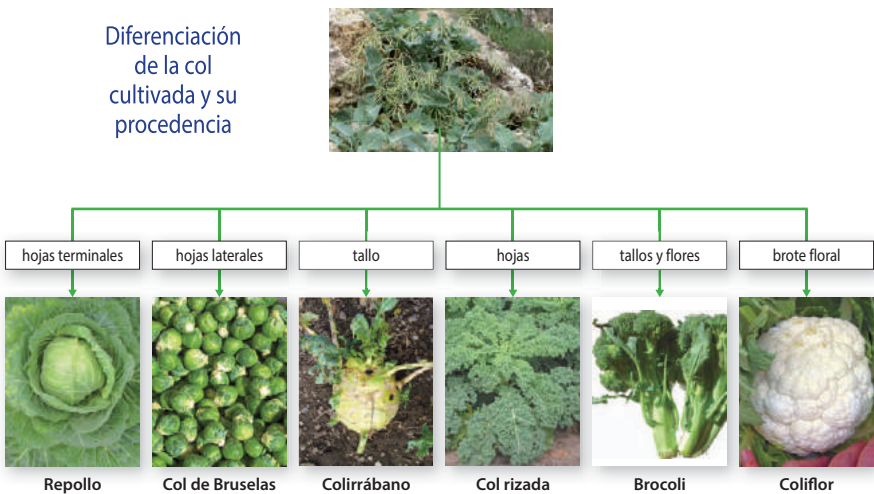 Diferenciación
de la col
cultivada y su
procedencia
hojas terminales
hojas laterales
tallo
hojas
tallos y flores
brote floral
Repollo
Col de Bruselas
Colirrábano
Col rizada
Brocoli
Coliflor